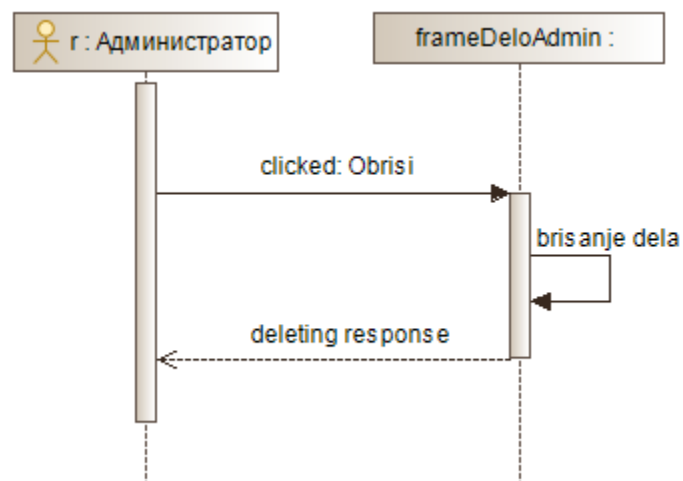 r : Администратор
frameDeloAdmin :
clicked: Obrisi
brisanje dela
deleting response